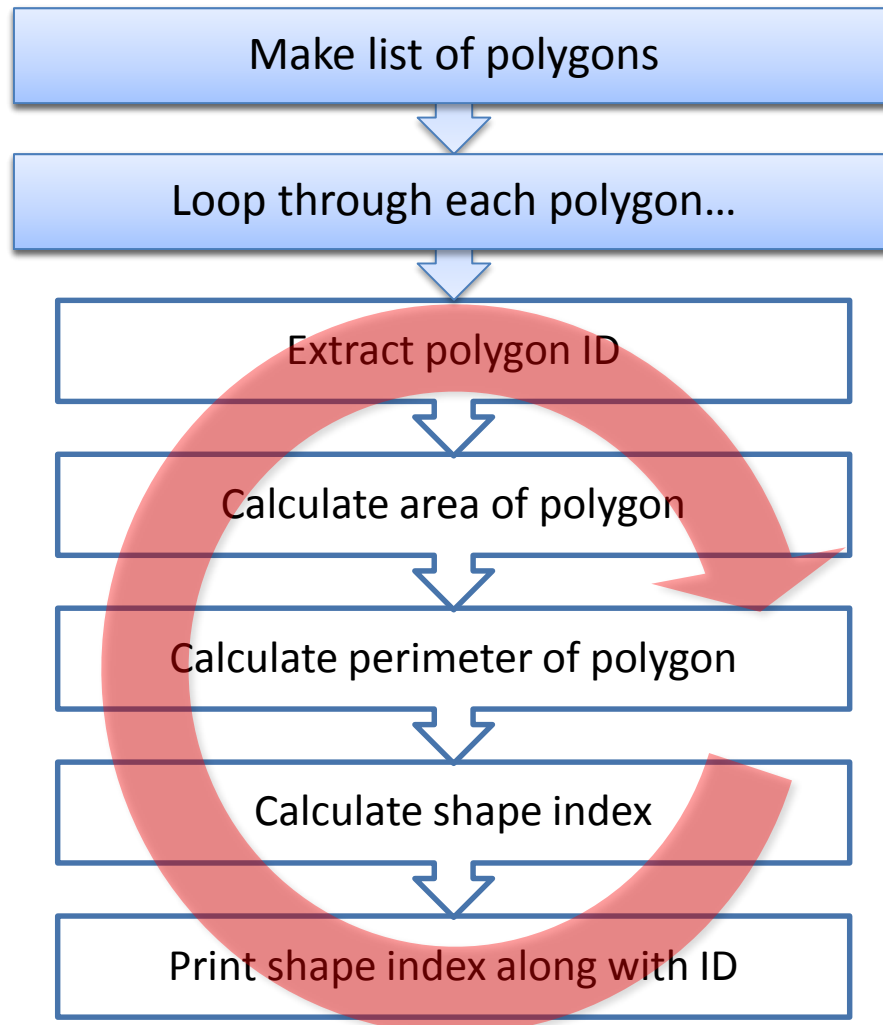 Make list of polygons
Loop through each polygon…
Extract polygon ID
Calculate area of polygon
Calculate perimeter of polygon
Calculate shape index
Print shape index along with ID